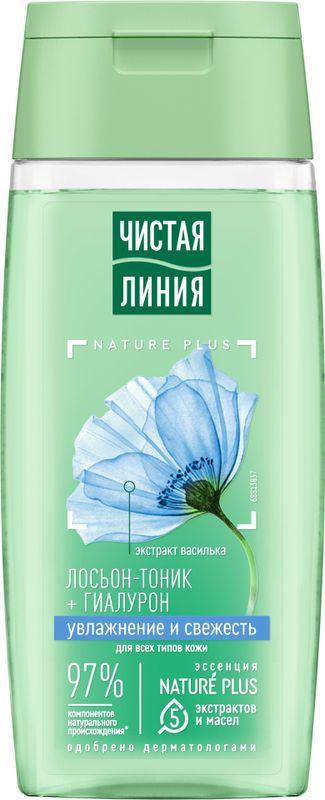 ЧИСТАЯ
ЛИНИЯ
NATURE PLUS
68815837
экстракт василька
ЛОСЬОН-ТОНИК
+ ГИАЛУРОН
увлажнение и свежесть
для всех типов кожи
97%
компонентов
натурального
происхождения*
эссенция
NATURÉ PLUS
5 экстрактов
и масел
одобрено дерматологами